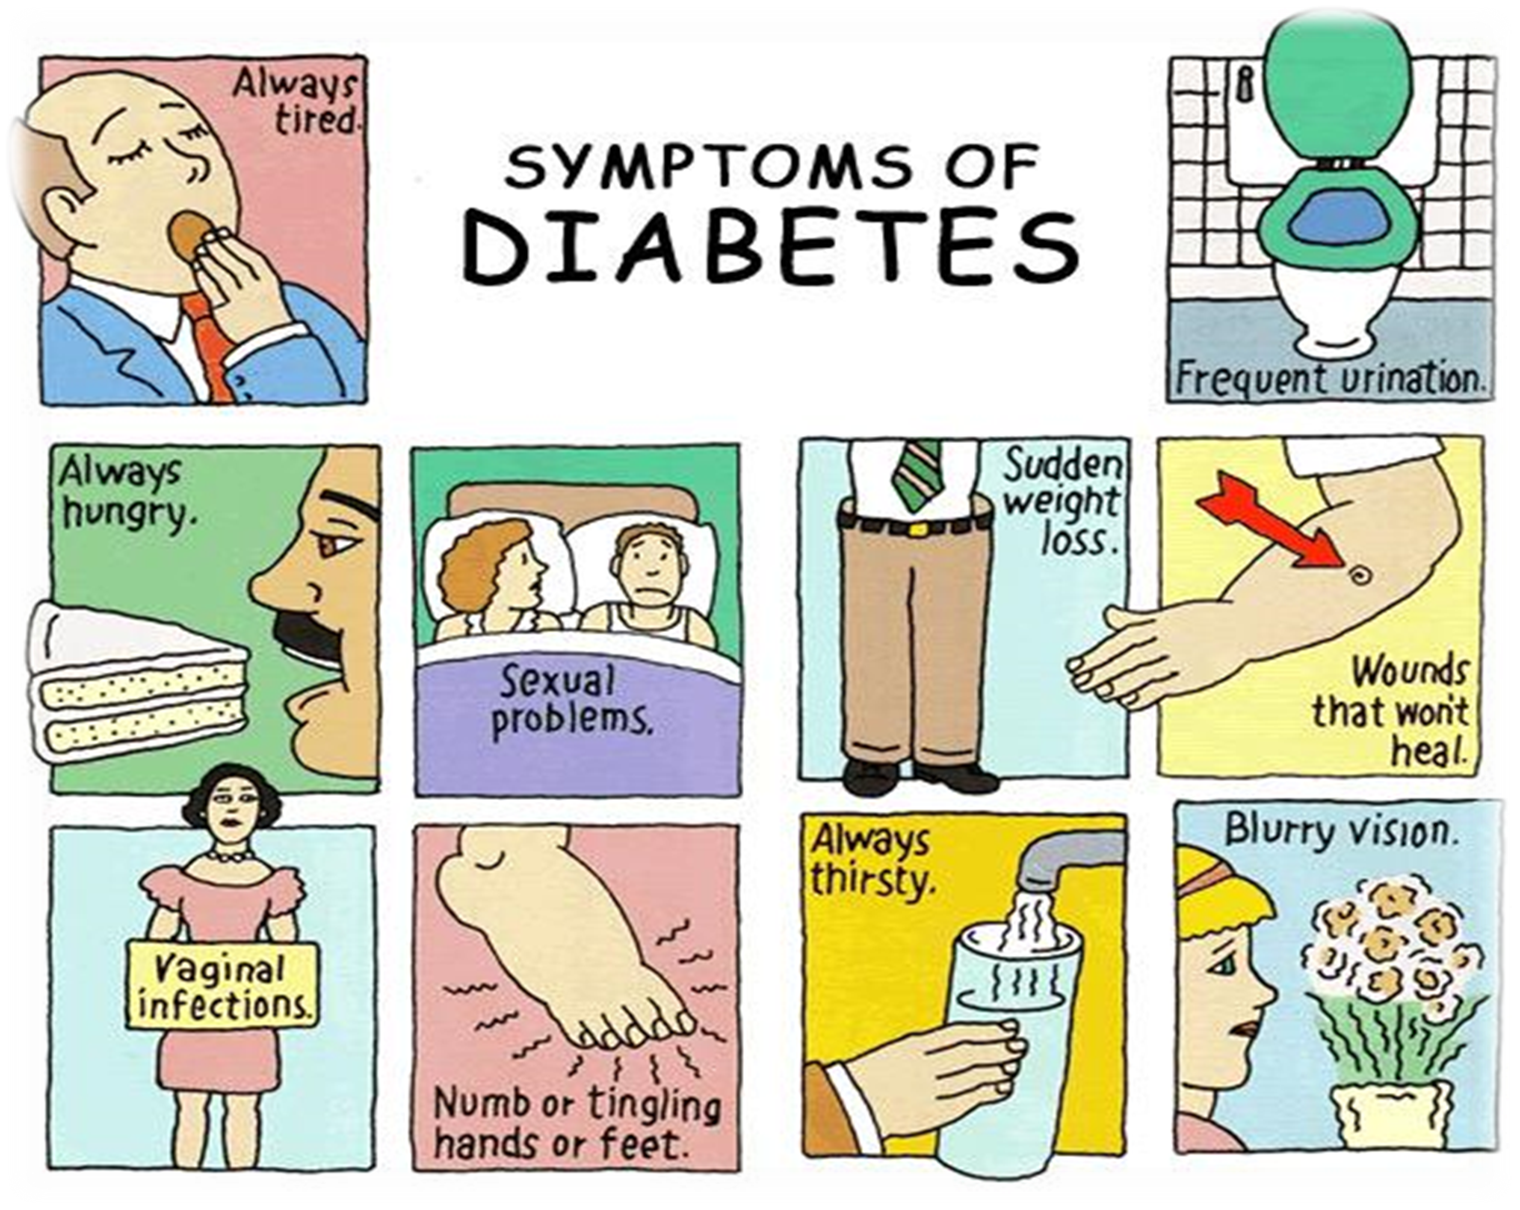 Always
tired.
SYMPTOMS OF
DIABETES
Frequent urination.
Always
hungry.
Sexual
problems.
Sudden
weight
loss.
Wounds
that won't
heal.
Vaginal
infections.
Numb or tingling
hands or feet.
Always
thirsty.
Blurry vision.